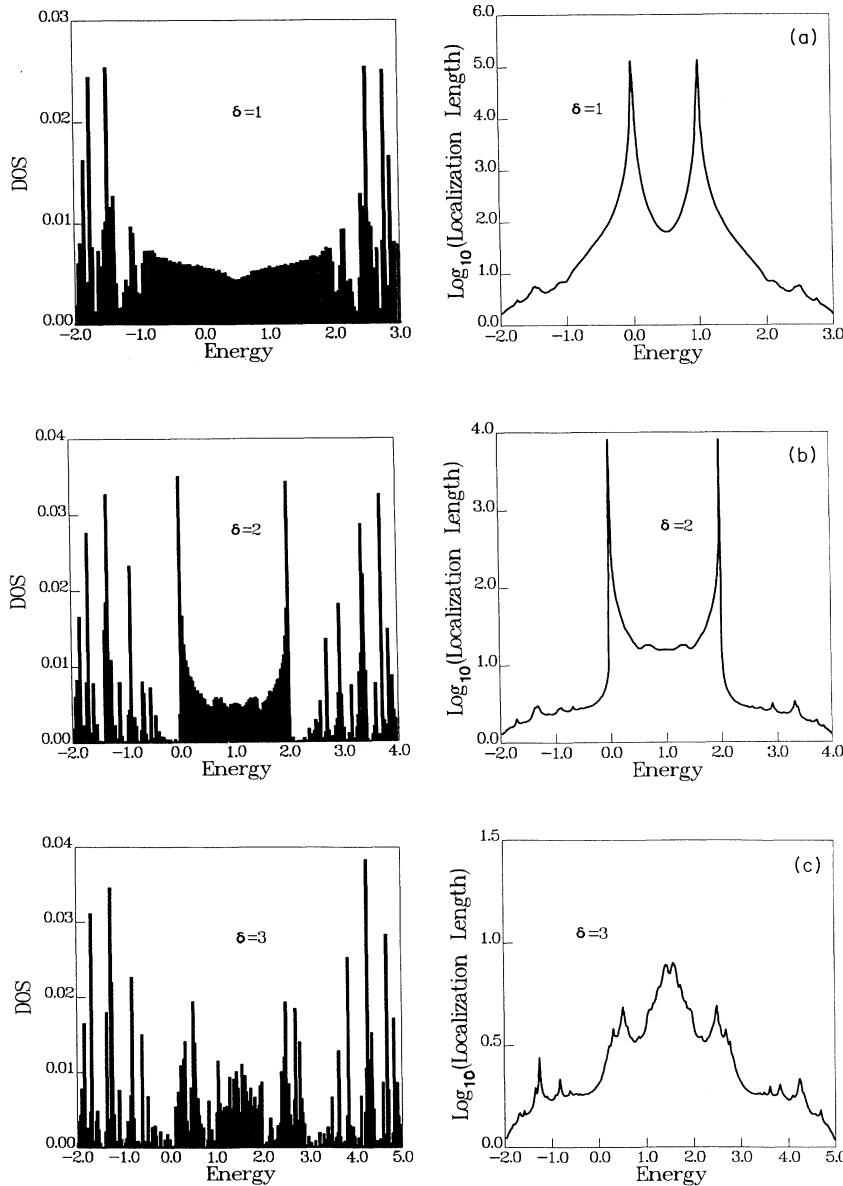 0.03
0.02
0.01
0.00
DOS
δ=1
−2.0 −1.0 0.0 1.0 2.0 3.0
Energy
6.0
5.0
4.0
3.0
2.0
1.0
0.0
Log10(Localization Length)
(a)
δ=1
−2.0 −1.0 0.0 1.0 2.0 3.0
Energy
0.04
0.03
0.02
0.01
0.00
DOS
δ=2
−2.0 −1.0 0.0 1.0 2.0 3.0 4.0
Energy
4.0
3.0
2.0
1.0
0.0
Log10(Localization Length)
(b)
δ=2
−2.0 −1.0 0.0 1.0 2.0 3.0 4.0
Energy
0.04
0.03
0.02
0.01
0.00
DOS
δ=3
−2.0 −1.0 0.0 1.0 2.0 3.0 4.0 5.0
Energy
1.5
1.0
0.5
0.0
Log10(Localization Length)
(c)
δ=3
−2.0 −1.0 0.0 1.0 2.0 3.0 4.0 5.0
Energy